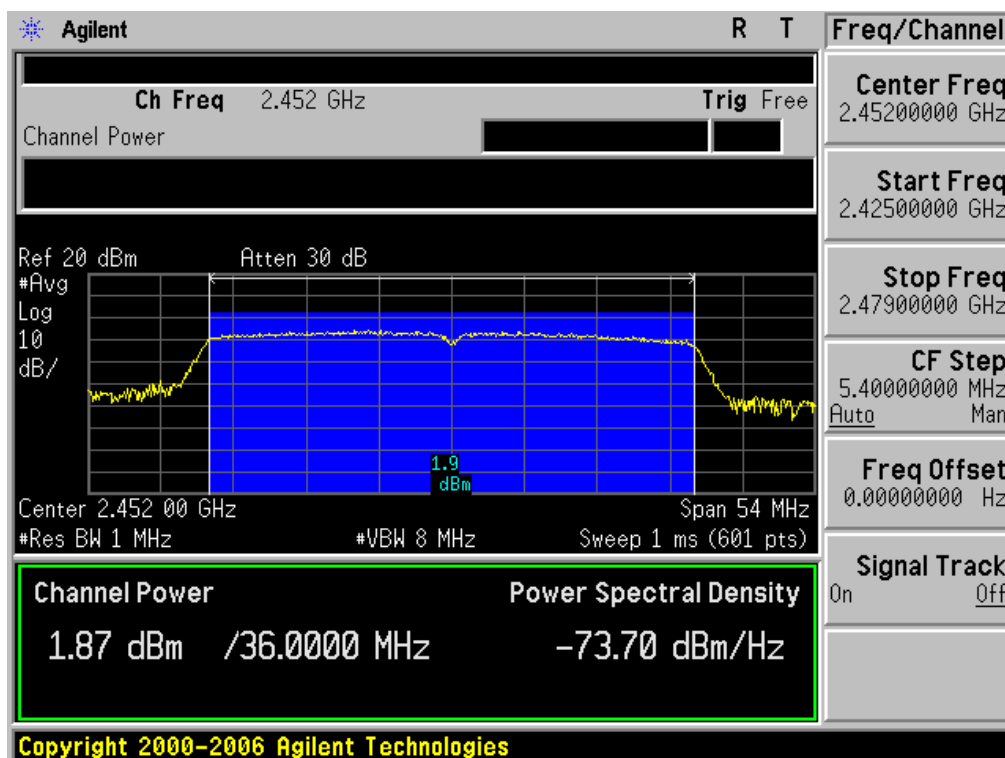 Agilent R T
Ch Freq 2.452 GHz Trig Free
Channel Power
Ref 20 dBm Atten 30 dB
#Avg
Log
10
dB/
1.9
dBm
Center 2.452 00 GHz Span 54 MHz
#Res BW 1 MHz #VBW 8 MHz Sweep 1 ms (601 pts)
Channel Power Power Spectral Density
1.87 dBm /36.0000 MHz -73.70 dBm/Hz
Copyright 2000-2006 Agilent Technologies
Freq/Channel
Center Freq
2.45200000 GHz
Start Freq
2.42500000 GHz
Stop Freq
2.47900000 GHz
CF Step
5.40000000 MHz
Auto Man
Freq Offset
0.00000000 Hz
Signal Track
On Off